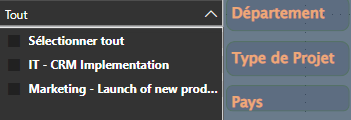 Tout
Département
Sélectionner tout
IT - CRM Implementation
Type de Projet
Marketing - Launch of new prod...
Pays